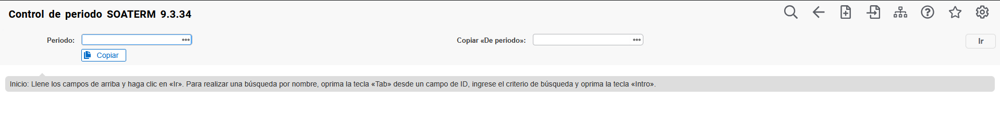 Control de periodo SOATERM 9.3.34
Periodo:
Copiar «De periodo»:
Ir
Copiar
Inicio: Llene los campos de arriba y haga clic en «Ir». Para realizar una búsqueda por nombre, oprima la tecla «Tab» desde un campo de ID, ingrese el criterio de búsqueda y oprima la tecla «Intro».